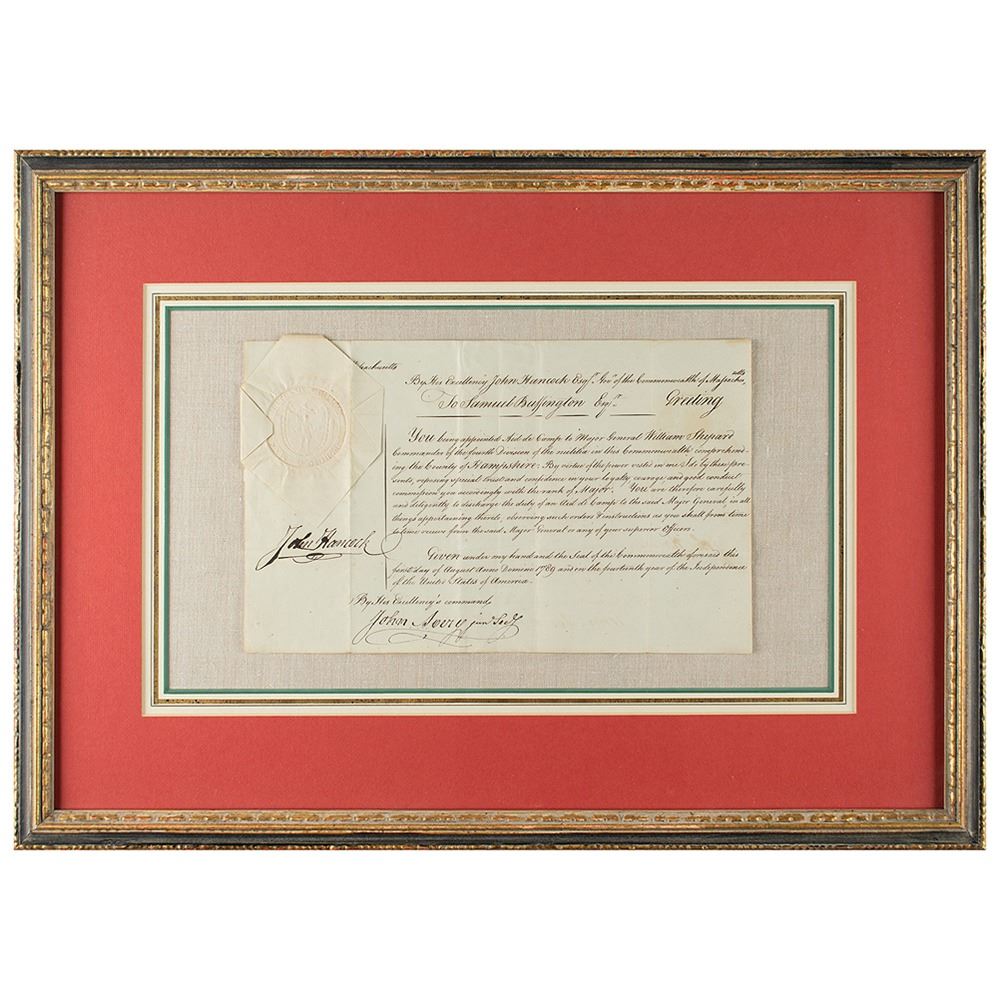 achusetts
By His Excellency John Hancock Esqr. Govr of the Commonwealth of Massachusetts
To Samuel Buffington Esqr. Greeting
You being appointed Aid de Camp to Major General William Shepard
Commander of the fourth Division of the militia in this Commonwealth comprehend-
ing the County of Hampshire: By virtue of the power vested in me I do by these pre-
sents, reposing special trust and confidence in your loyalty courage and good conduct
commission you accordingly with the rank of Major: You are therefore carefully
and diligently to discharge the duty of an Aid de Camp to the said Major General in all
things appertaining thereto, observing such orders & instructions as you shall from time
to time receive from the said Major General or any of your superior Officers.
John Hancock
Given under my hand and the Seal of the Commonwealth aforesaid this
first day of August Anno Domini 1789 and in the fourteenth year of the Independence
of the United States of America.
By His Excellency's command
John Avery junr Secy